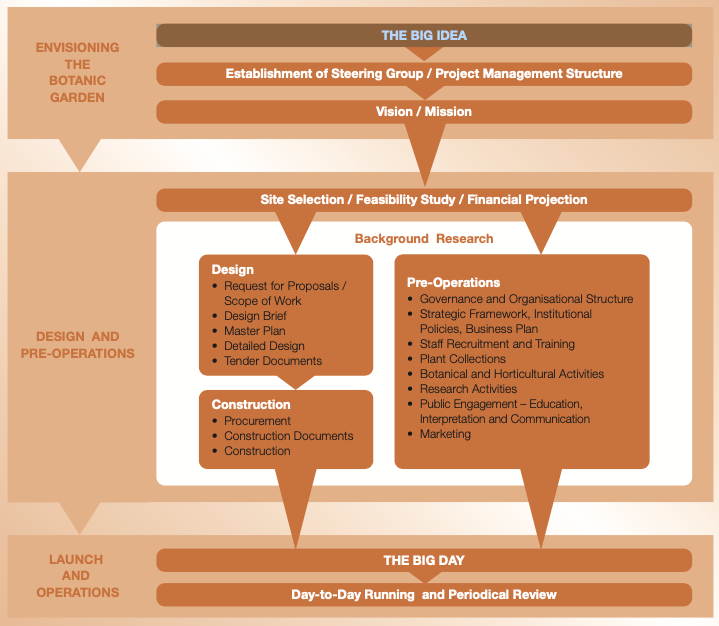 ENVISIONING
THE
BOTANIC
GARDEN
THE BIG IDEA
Establishment of Steering Group / Project Management Structure
Vision / Mission
DESIGN AND
PRE-OPERATIONS
Site Selection / Feasibility Study / Financial Projection
Background Research
Design
• Request for Proposals /
Scope of Work
• Design Brief
• Master Plan
• Detailed Design
• Tender Documents
Construction
• Procurement
• Construction Documents
• Construction
Pre-Operations
• Governance and Organisational Structure
• Strategic Framework, Institutional
Policies, Business Plan
• Staff Recruitment and Training
• Plant Collections
• Botanical and Horticultural Activities
• Research Activities
• Public Engagement – Education,
Interpretation and Communication
• Marketing
LAUNCH
AND
OPERATIONS
THE BIG DAY
Day-to-Day Running and Periodical Review